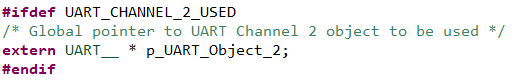 #ifdef UART_CHANNEL_2_USED
/* Global pointer to UART Channel 2 object to be used */
extern UART__ * p_UART_Object_2;
#endif